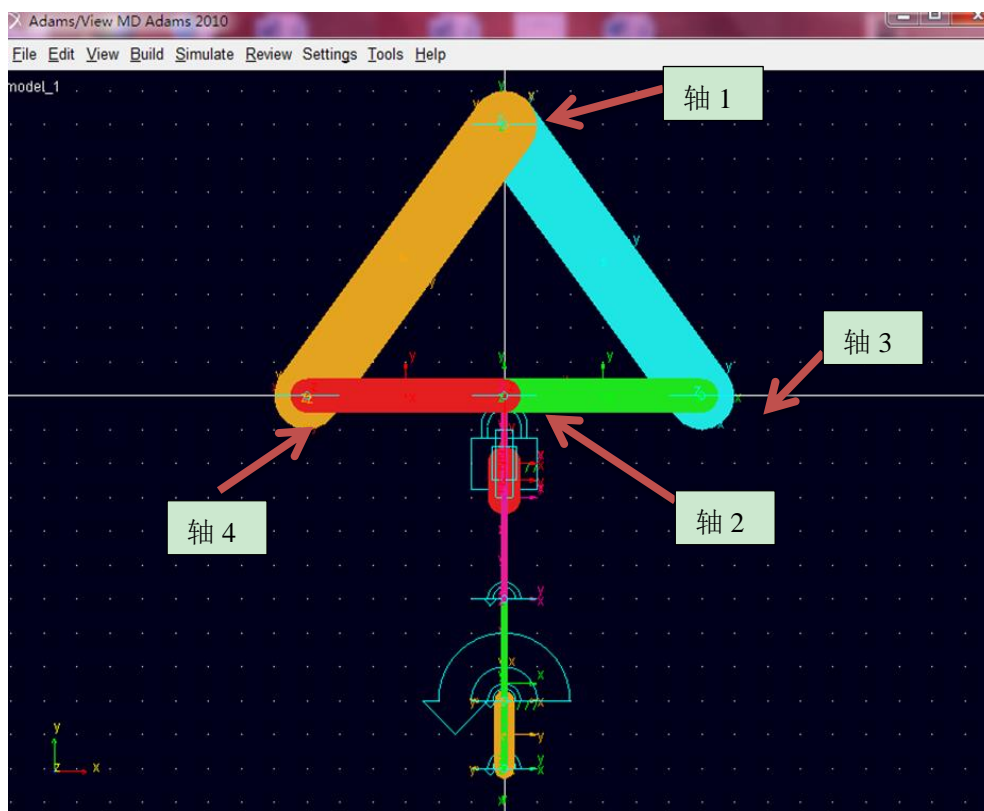 Adams/View MD Adams 2010
File Edit View Build Simulate Review Settings Tools Help
model_1
轴 1
轴 3
轴 2
轴 4
y
z x